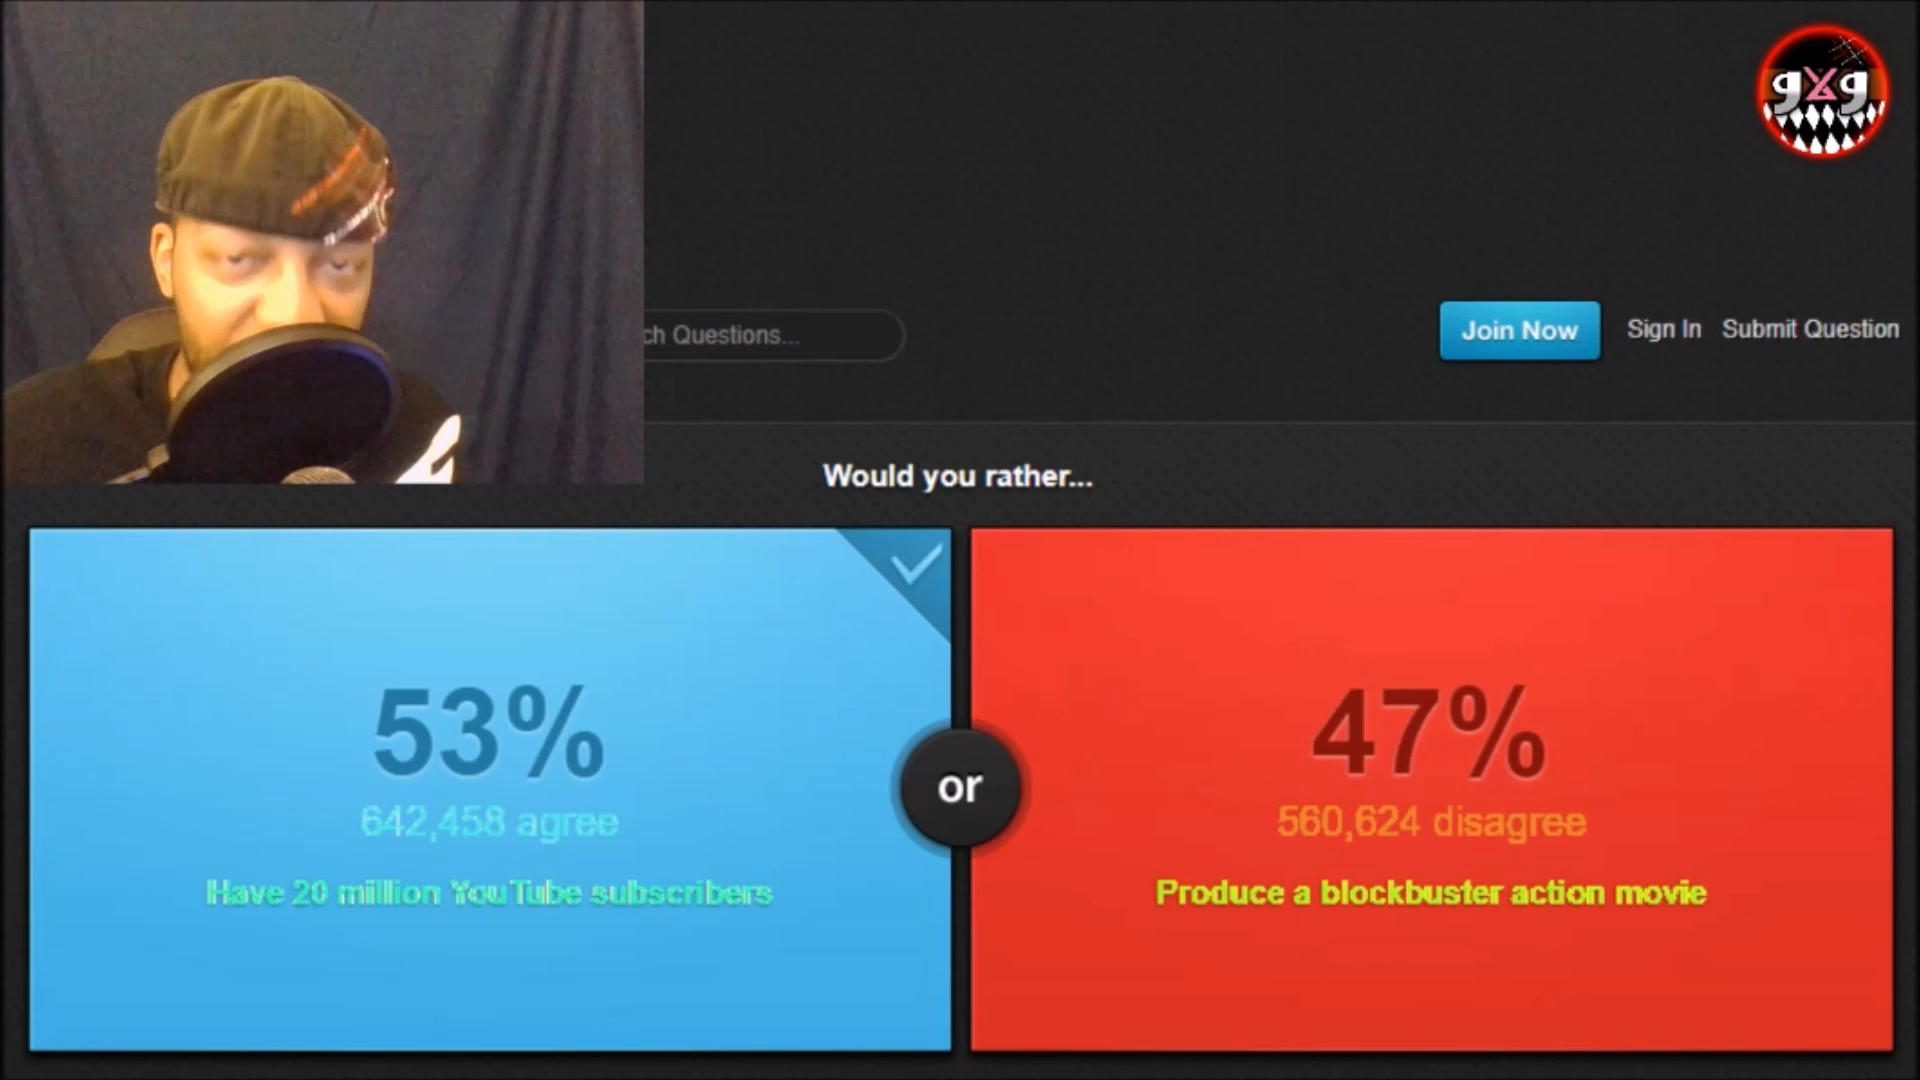 gxg
ch Questions...
Join Now
Sign In
Submit Question
Would you rather...
53%
642,458 agree
Have 20 million YouTube subscribers
or
47%
560,624 disagree
Produce a blockbuster action movie